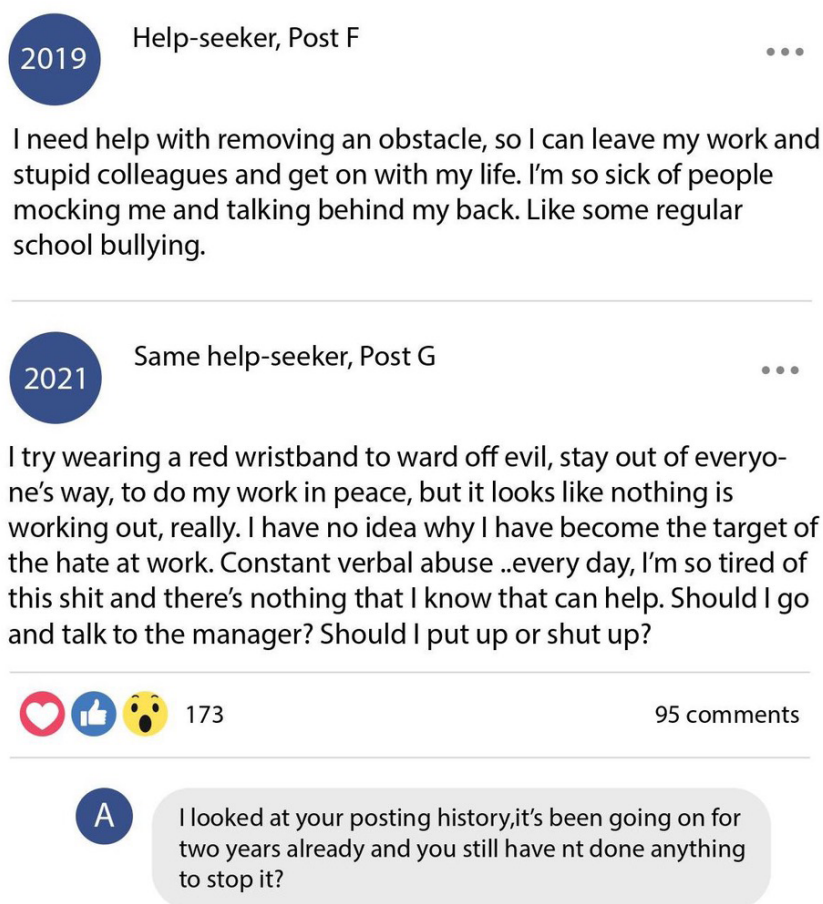 2019
Help-seeker, Post F
I need help with removing an obstacle, so I can leave my work and
stupid colleagues and get on with my life. I'm so sick of people
mocking me and talking behind my back. Like some regular
school bullying.
2021
Same help-seeker, Post G
I try wearing a red wristband to ward off evil, stay out of everyo-
ne's way, to do my work in peace, but it looks like nothing is
working out, really. I have no idea why I have become the target of
the hate at work. Constant verbal abuse ..every day, I'm so tired of
this shit and there's nothing that I know that can help. Should I go
and talk to the manager? Should I put up or shut up?
173
95 comments
A
I looked at your posting history,it's been going on for
two years already and you still have nt done anything
to stop it?